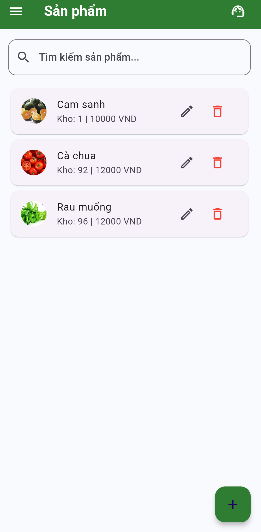 Sản phẩm
Tìm kiếm sản phẩm...
Cam sanh
Kho: 1 | 10000 VND
Cà chua
Kho: 92 | 12000 VND
Rau muống
Kho: 96 | 12000 VND